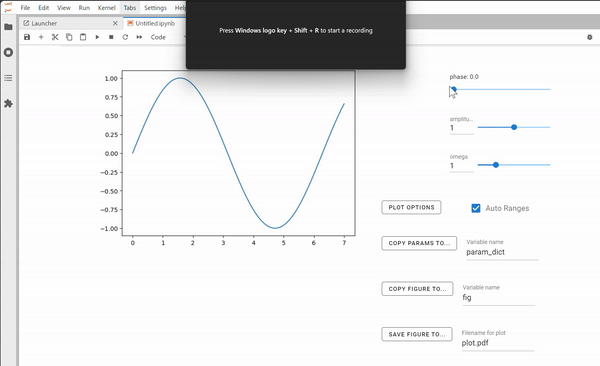 File Edit View Run Kernel Tabs Settings
Press Windows logo key + Shift + R to start a recording
Launcher
Untitled.ipynb
Code
phase: 0.0
amplitu...
1
omega
1
1.00
0.75
0.50
0.25
0.00
−0.25
−0.50
−0.75
−1.00
0 1 2 3 4 5 6 7
PLOT OPTIONS
Auto Ranges
COPY PARAMS TO...
Variable name
param_dict
COPY FIGURE TO...
Variable name
fig
SAVE FIGURE TO...
Filename for plot
plot.pdf